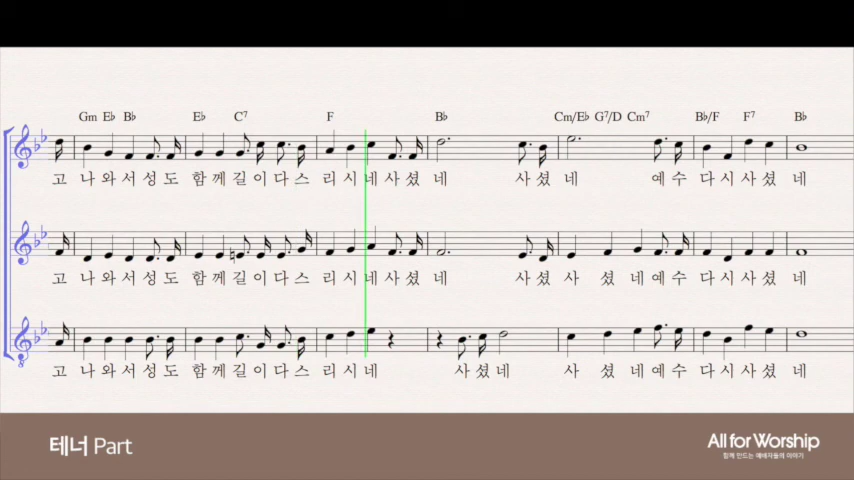 Gm E♭ B♭ E♭ C7 F B♭ Cm/E♭ G7/D Cm7 B♭/F F7 B♭
고 나 와 서 성 도 함 께 길 이 다 스 리 시 네 사 셨 네 사 셨 네 예 수 다 시 사 셨 네
고 나 와 서 성 도 함 께 길 이 다 스 리 시 네 사 셨 네 사 셨 사 셨 네 예 수 다 시 사 셨 네
고 나 와 서 성 도 함 께 길 이 다 스 리 시 네 사 셨 네 사 셨 네 예 수 다 시 사 셨 네
테너 Part
All for Worship
함께 만드는 예배자들의 이야기